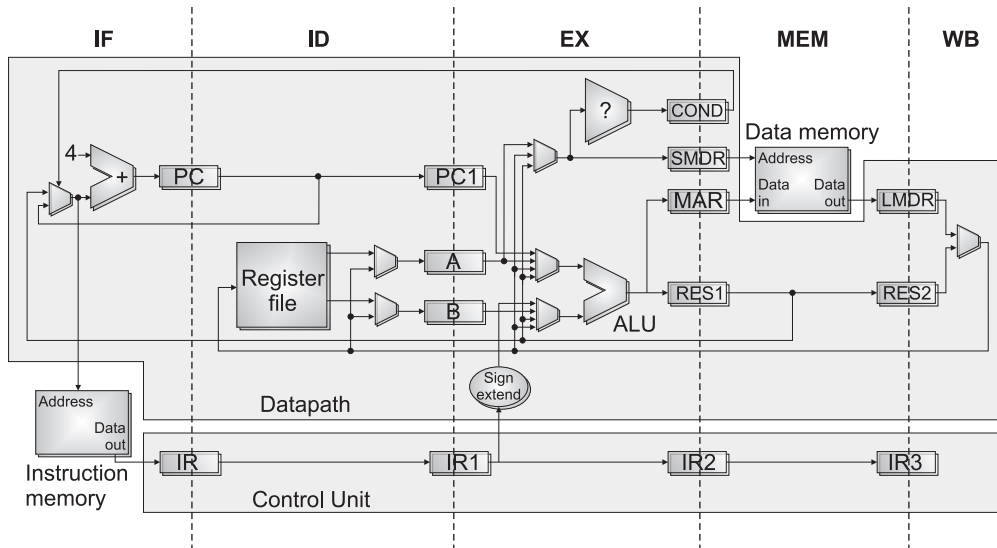 IF
ID
EX
MEM
WB
?
COND
Data memory
4
+
PC
PC1
SMDR
Address
Data
in
Data
out
MAR
LMDR
Register
file
A
B
ALU
RES1
RES2
Sign
extend
Address
Data
out
Datapath
Instruction
memory
IR
IR1
IR2
IR3
Control Unit